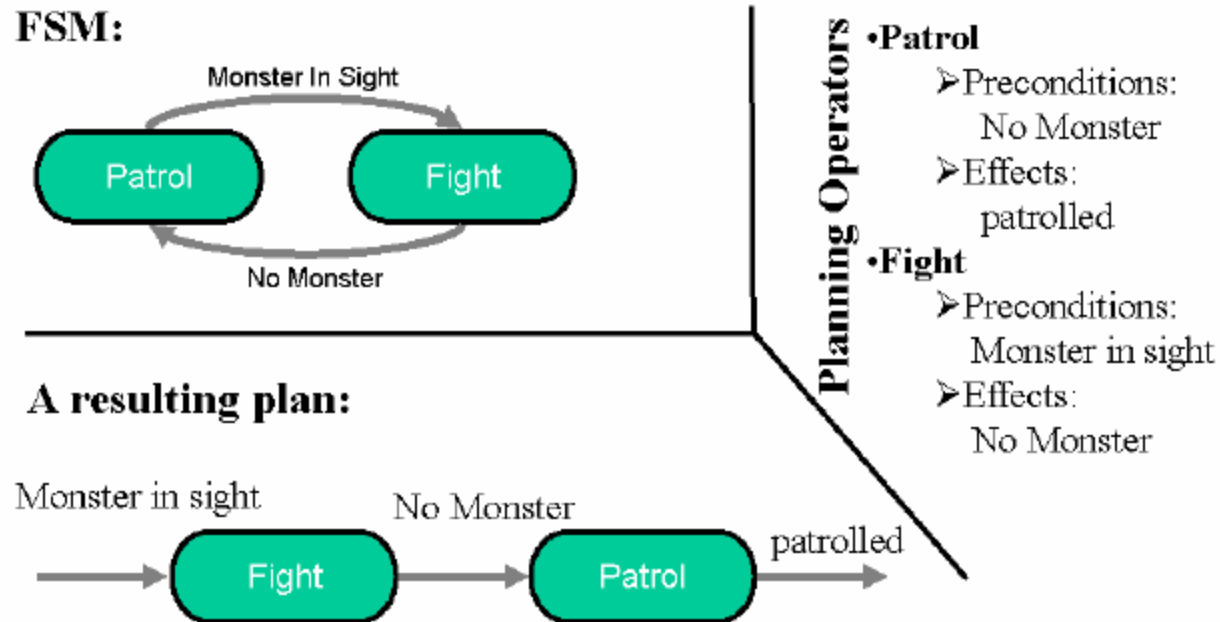 FSM:
Monster In Sight
Patrol
Fight
No Monster
Planning Operators
•Patrol
➢Preconditions:
No Monster
➢Effects:
patrolled
•Fight
➢Preconditions:
Monster in sight
➢Effects:
No Monster
A resulting plan:
Monster in sight
No Monster
patrolled
Fight
Patrol